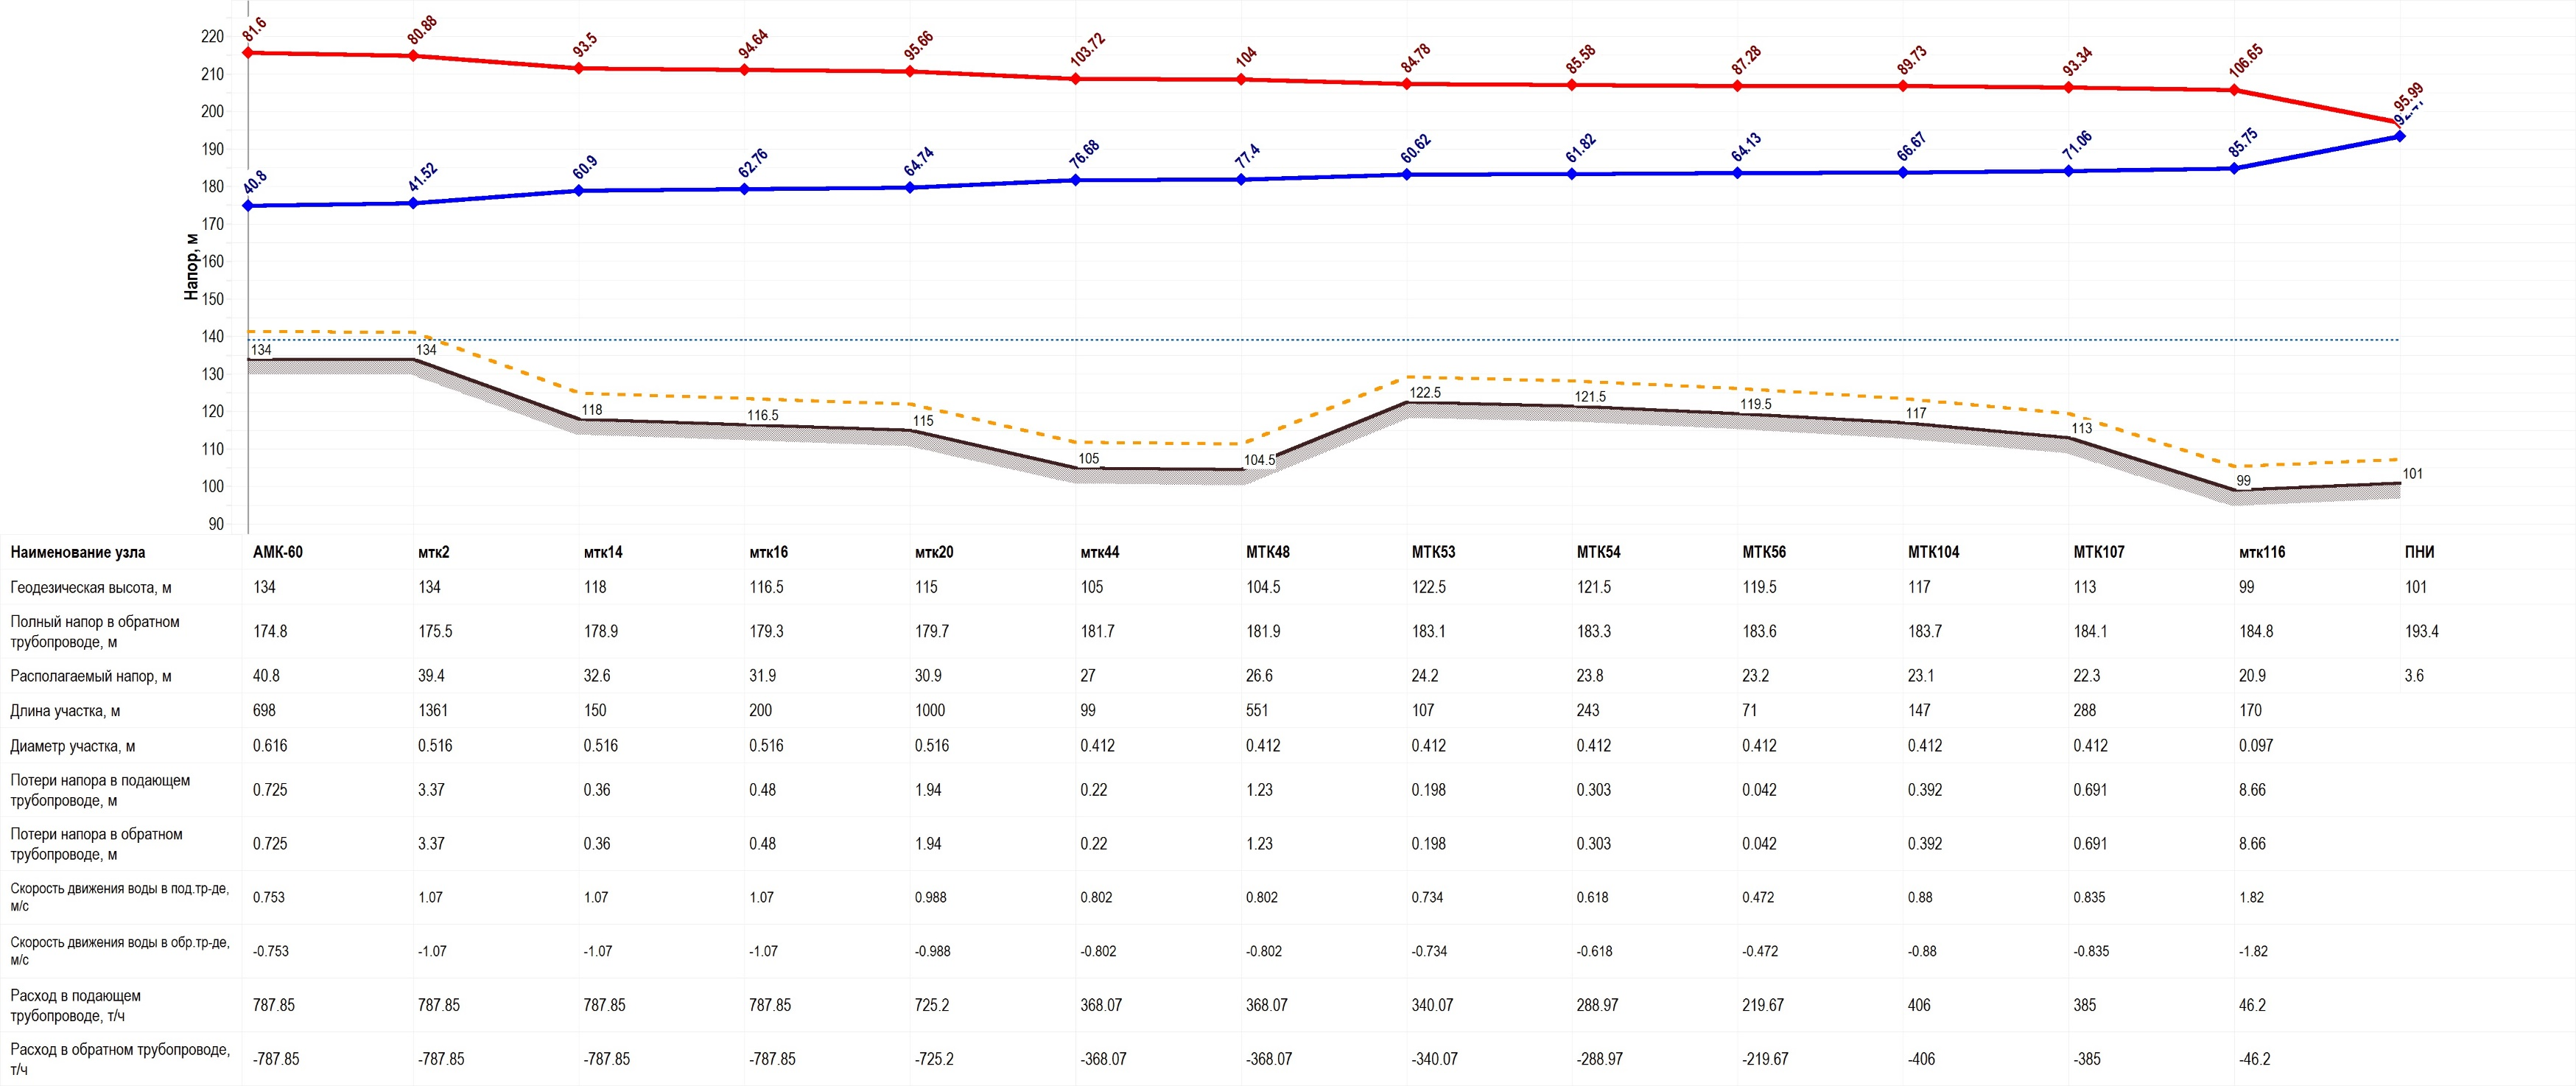 220
210
200
190
180
170
160
150
140
130
120
110
100
90
Напор, м
81.6
80.88
93.5
94.64
95.66
103.72
104
84.78
85.58
87.28
89.73
93.34
106.65
95.99
40.8
41.52
60.9
62.76
64.74
76.68
77.4
60.62
61.82
64.13
66.67
71.06
85.75
134
134
118
116.5
115
105
104.5
122.5
121.5
119.5
117
113
99
101
Наименование узла АМК-60 мтк2 мтк14 мтк16 мтк20 мтк44 МТК48 МТК53 МТК54 МТК56 МТК104 МТК107 мтк116 ПНИ
Геодезическая высота, м 134 134 118 116.5 115 105 104.5 122.5 121.5 119.5 117 113 99 101
Полный напор в обратном
трубопроводе, м 174.8 175.5 178.9 179.3 179.7 181.7 181.9 183.1 183.3 183.6 183.7 184.1 184.8 193.4
Располагаемый напор, м 40.8 39.4 32.6 31.9 30.9 27 26.6 24.2 23.8 23.2 23.1 22.3 20.9 3.6
Длина участка, м 698 1361 150 200 1000 99 551 107 243 71 147 288 170
Диаметр участка, м 0.616 0.516 0.516 0.516 0.516 0.412 0.412 0.412 0.412 0.412 0.412 0.412 0.097
Потери напора в подающем
трубопроводе, м 0.725 3.37 0.36 0.48 1.94 0.22 1.23 0.198 0.303 0.042 0.392 0.691 8.66
Потери напора в обратном
трубопроводе, м 0.725 3.37 0.36 0.48 1.94 0.22 1.23 0.198 0.303 0.042 0.392 0.691 8.66
Скорость движения воды в под.тр-де,
м/с 0.753 1.07 1.07 1.07 0.988 0.802 0.802 0.734 0.618 0.472 0.88 0.835 1.82
Скорость движения воды в обр.тр-де,
м/с -0.753 -1.07 -1.07 -1.07 -0.988 -0.802 -0.802 -0.734 -0.618 -0.472 -0.88 -0.835 -1.82
Расход в подающем
трубопроводе, т/ч 787.85 787.85 787.85 787.85 725.2 368.07 368.07 340.07 288.97 219.67 406 385 46.2
Расход в обратном трубопроводе,
т/ч -787.85 -787.85 -787.85 -787.85 -725.2 -368.07 -368.07 -340.07 -288.97 -219.67 -406 -385 -46.2